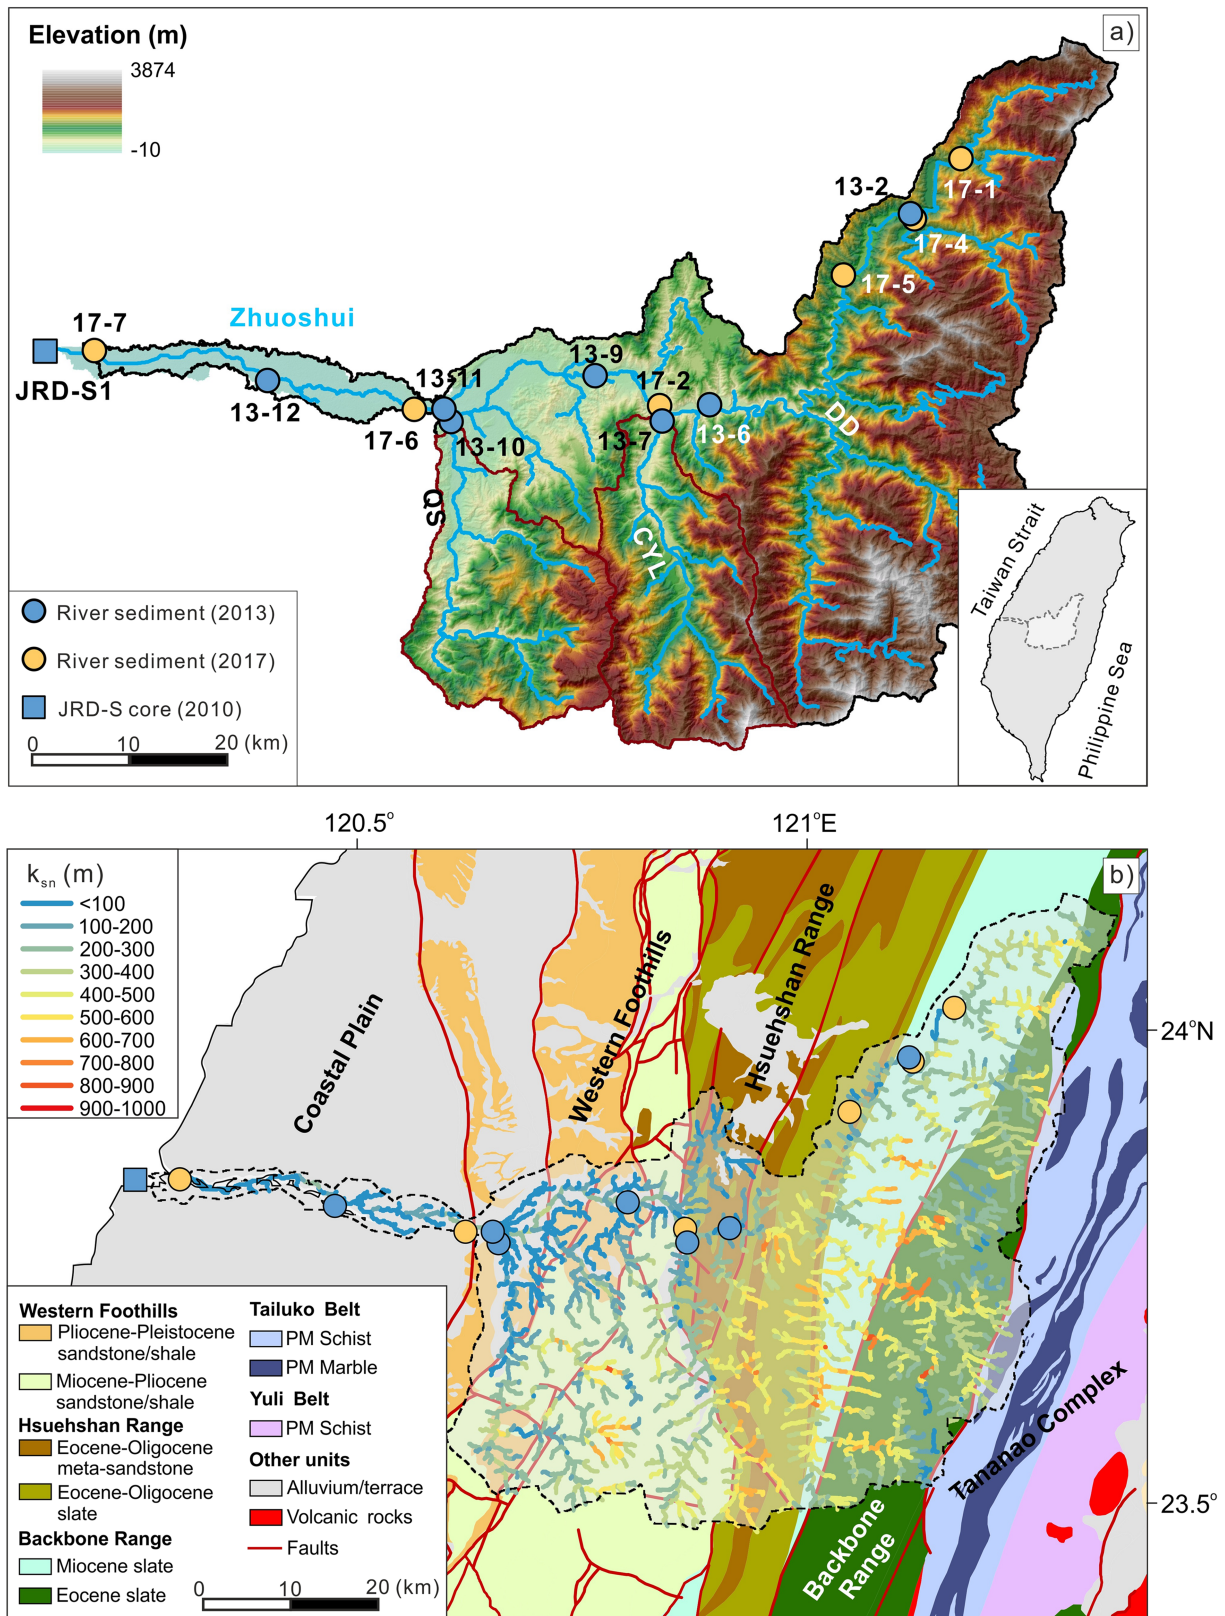 a)
Elevation (m)
3874
-10
13-2
17-1
17-4
17-5
Zhuoshui
17-7
JRD-S1
13-12
13-11
17-6
13-10
13-9
17-2
13-7
13-6
DD
QS
CYL
River sediment (2013)
River sediment (2017)
JRD-S core (2010)
0 10 20 (km)
Taiwan Strait
Philippine Sea
120.5°
121°E
b)
ksn (m)
<100
100-200
200-300
300-400
400-500
500-600
600-700
700-800
800-900
900-1000
Coastal Plain
Western Foothills
Hsuehshan Range
24°N
23.5°
Tananao Complex
Backbone
Range
Western Foothills
Pliocene-Pleistocene
sandstone/shale
Miocene-Pliocene
sandstone/shale
Hsuehshan Range
Eocene-Oligocene
meta-sandstone
Eocene-Oligocene
slate
Backbone Range
Miocene slate
Eocene slate
Tailuko Belt
PM Schist
PM Marble
Yuli Belt
PM Schist
Other units
Alluvium/terrace
Volcanic rocks
Faults
0 10 20 (km)